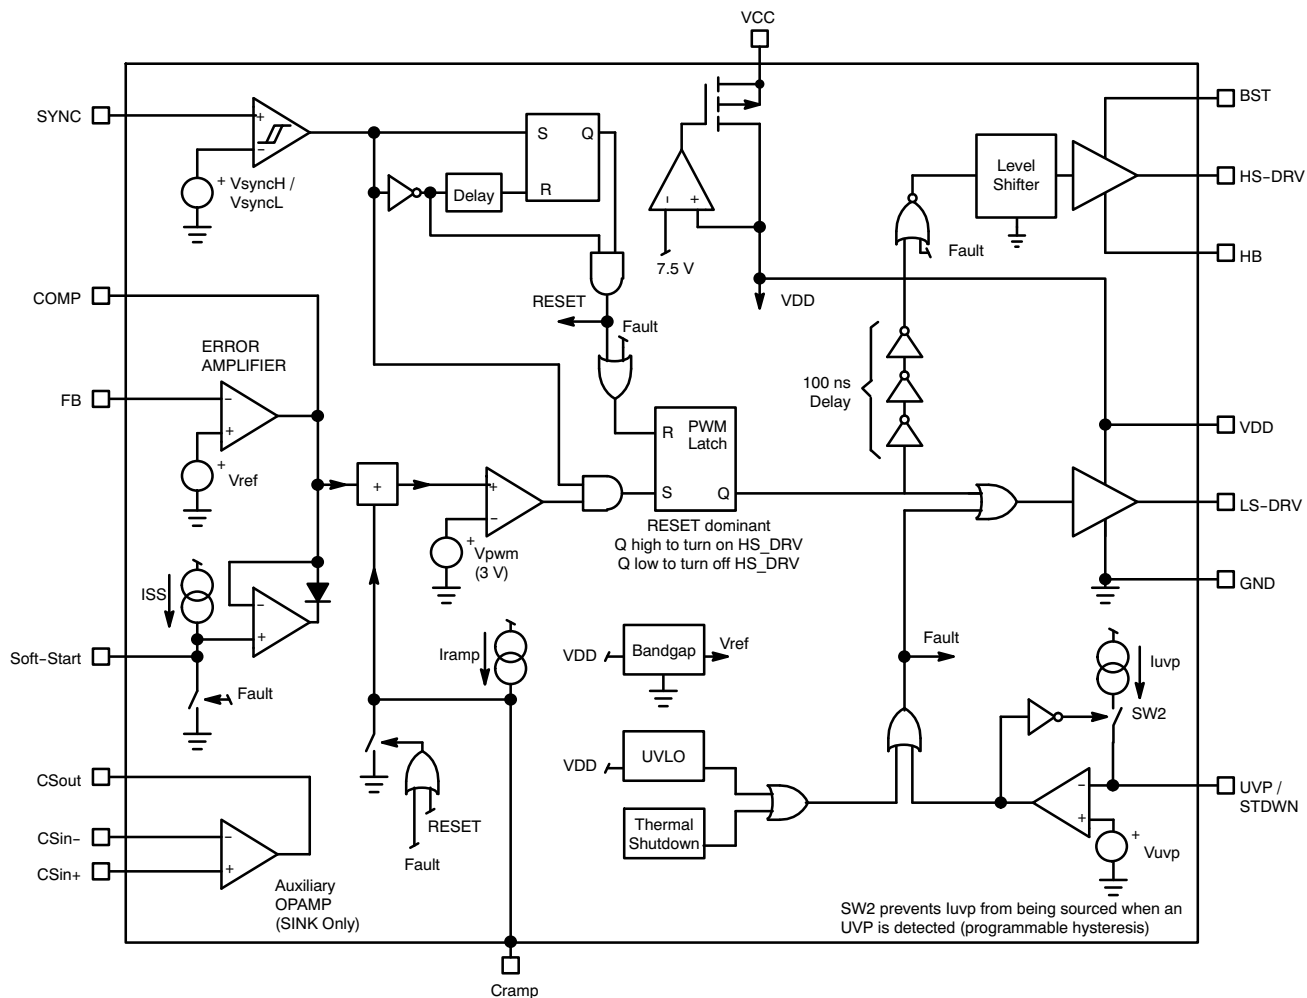 VCC
SYNC
+
−
+ VsyncH /
VsyncL
S Q
R
Delay
− +
7.5 V
VDD
Level
Shifter
Fault
BST
HS−DRV
HB
COMP
RESET
Fault
ERROR
AMPLIFIER
FB
−
+
+
Vref
100 ns
Delay
R PWM
Latch
S Q
+
+
−
+
Vpwm
(3 V)
RESET dominant
Q high to turn on HS_DRV
Q low to turn off HS_DRV
VDD
LS−DRV
GND
ISS
−
+
Soft−Start
Fault
Iramp
VDD
Bandgap
Vref
Fault
Iuvp
SW2
CSout
CSin−
CSin+
−
+
RESET
Fault
VDD
UVLO
Thermal
Shutdown
−
+
+
Vuvp
UVP /
STDWN
Auxiliary
OPAMP
(SINK Only)
SW2 prevents Iuvp from being sourced when an
UVP is detected (programmable hysteresis)
Cramp